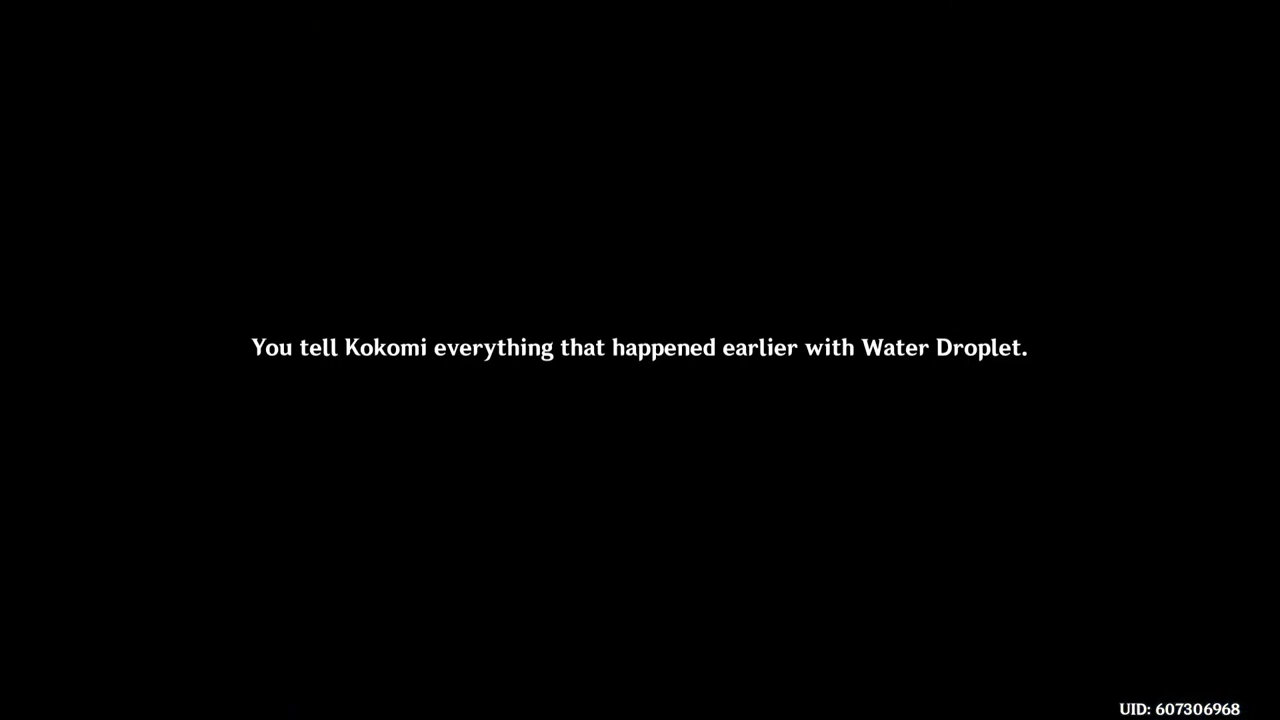 You tell Kokomi everything that happened earlier with Water Droplet.
UID: 607306968